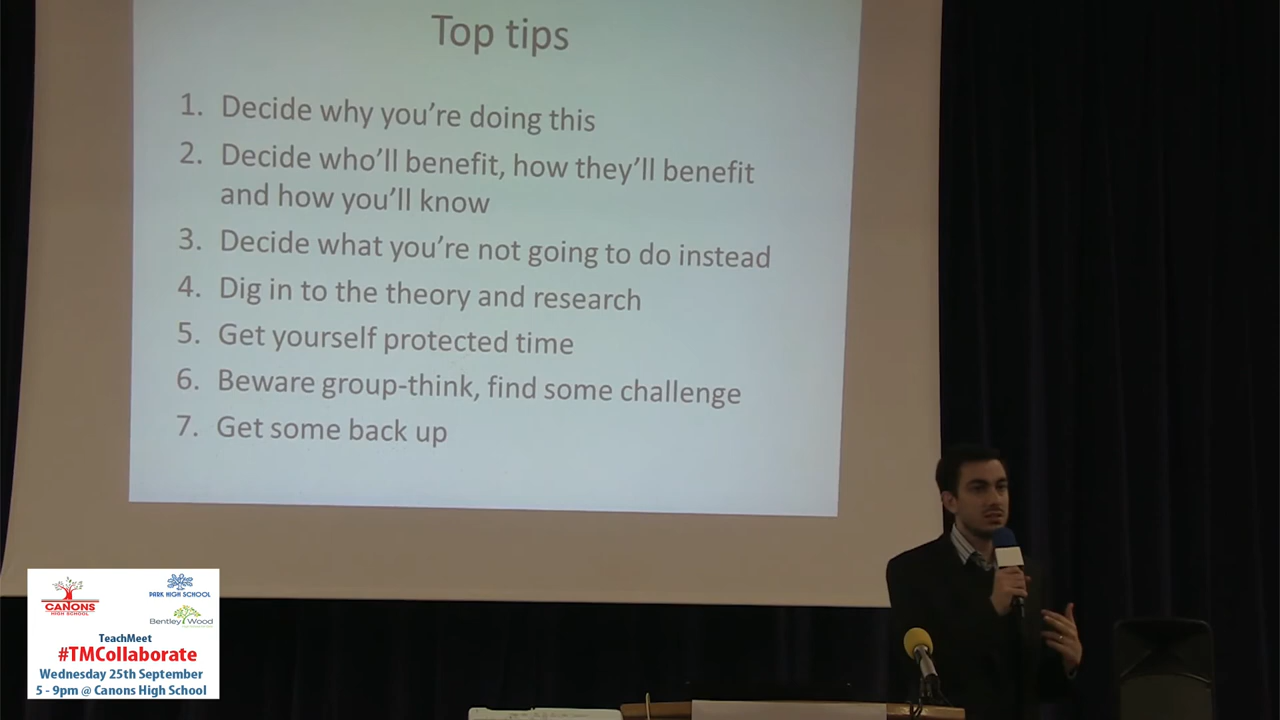 Top tips
1. Decide why you're doing this
2. Decide who'll benefit, how they'll benefit
and how you'll know
3. Decide what you're not going to do instead
4. Dig in to the theory and research
5. Get yourself protected time
6. Beware group-think, find some challenge
7. Get some back up
CANONS
HIGH SCHOOL
PARK HIGH SCHOOL
Bentley Wood
TeachMeet
#TMCollaborate
Wednesday 25th September
5 - 9pm @ Canons High School